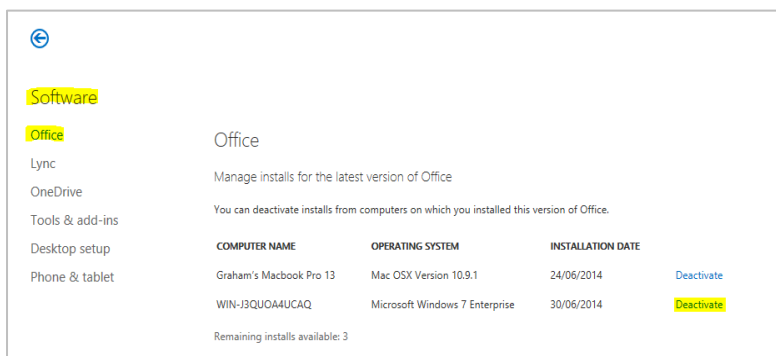 Software
Office
Lync
OneDrive
Tools & add-ins
Desktop setup
Phone & tablet
Office
Manage installs for the latest version of Office
You can deactivate installs from computers on which you installed this version of Office.
COMPUTER NAME OPERATING SYSTEM INSTALLATION DATE
Graham's Macbook Pro 13 Mac OSX Version 10.9.1 24/06/2014 Deactivate
WIN-J3QUOA4UCAQ Microsoft Windows 7 Enterprise 30/06/2014 Deactivate
Remaining installs available: 3